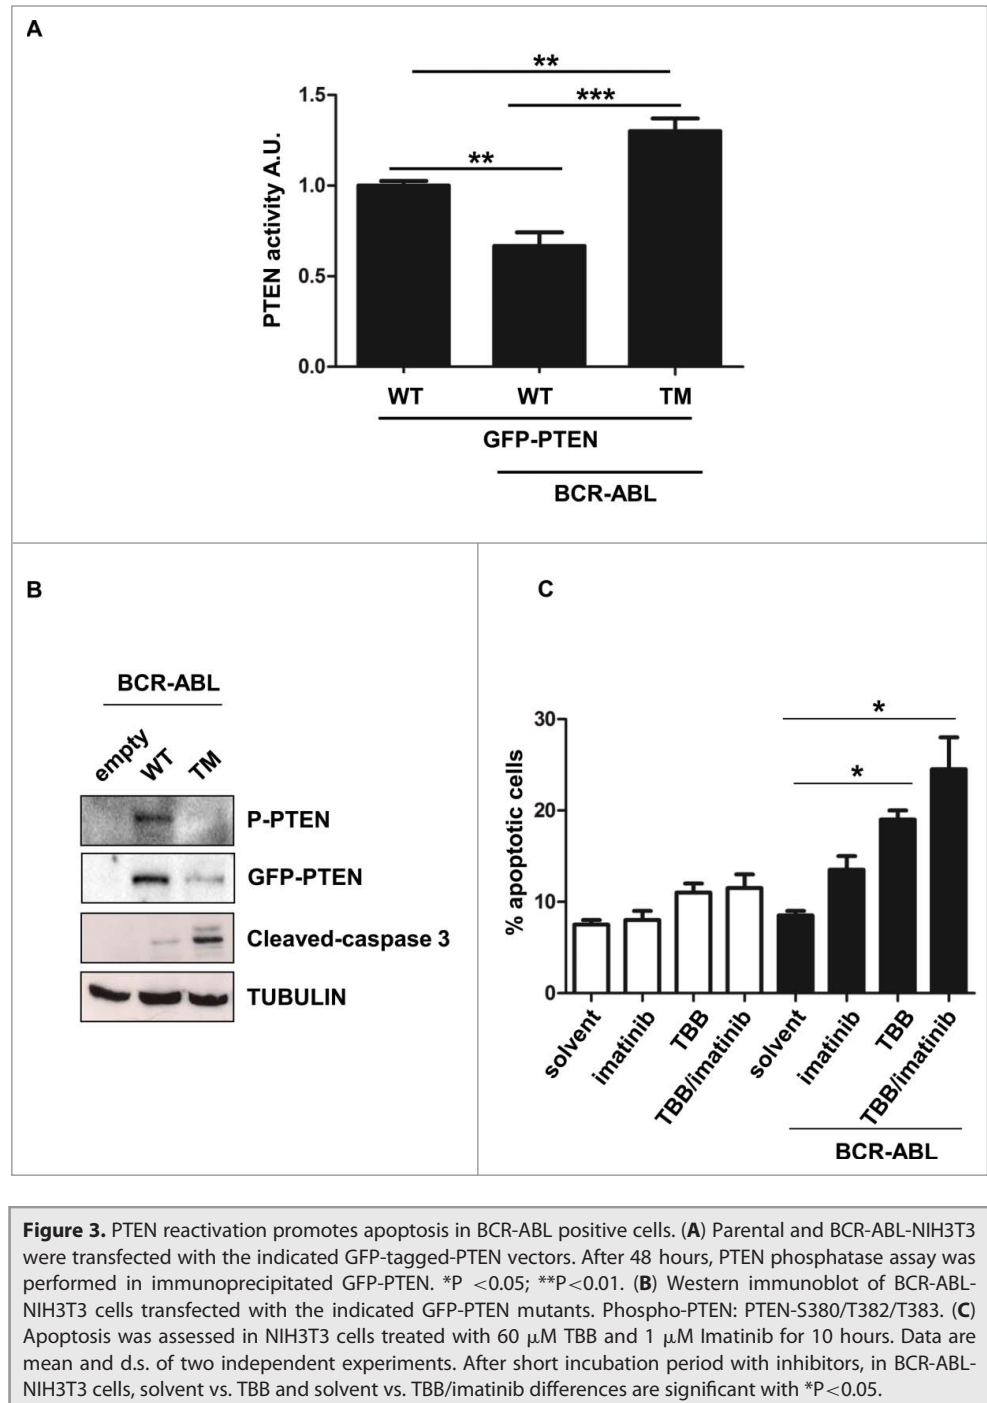 A
**
***
**
PTEN activity A.U.
1.5
1.0
0.5
0.0
WT WT TM
GFP-PTEN
BCR-ABL
B
BCR-ABL
empty WT TM
P-PTEN
GFP-PTEN
Cleaved-caspase 3
TUBULIN
C
*
*
% apoptotic cells
30
20
10
0
solvent imatinib TBB TBB/imatinib solvent imatinib TBB TBB/imatinib
BCR-ABL
Figure 3. PTEN reactivation promotes apoptosis in BCR-ABL positive cells. (A) Parental and BCR-ABL-NIH3T3
were transfected with the indicated GFP-tagged-PTEN vectors. After 48 hours, PTEN phosphatase assay was
performed in immunoprecipitated GFP-PTEN. *P <0.05; **P<0.01. (B) Western immunoblot of BCR-ABL-
NIH3T3 cells transfected with the indicated GFP-PTEN mutants. Phospho-PTEN: PTEN-S380/T382/T383. (C)
Apoptosis was assessed in NIH3T3 cells treated with 60 μM TBB and 1 μM Imatinib for 10 hours. Data are
mean and d.s. of two independent experiments. After short incubation period with inhibitors, in BCR-ABL-
NIH3T3 cells, solvent vs. TBB and solvent vs. TBB/imatinib differences are significant with *P<0.05.